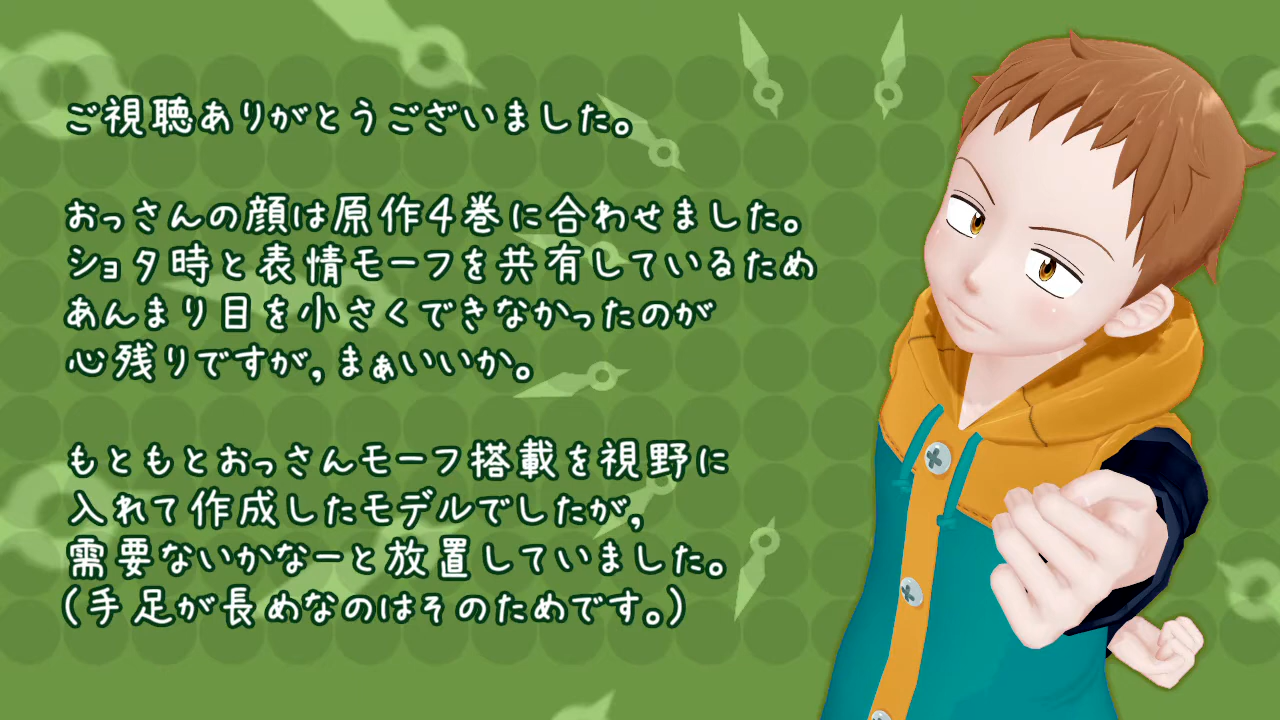 ご視聴ありがとうございました。
おっさんの顔は原作4巻に合わせました。
ショタ時と表情モーフを共有しているため
あんまり目を小さくできなかったのが
心残りですが,まぁいいか。
もともとおっさんモーフ搭載を視野に
入れて作成したモデルでしたが,
需要ないかなーと放置していました。
(手足が長めなのはそのためです。)